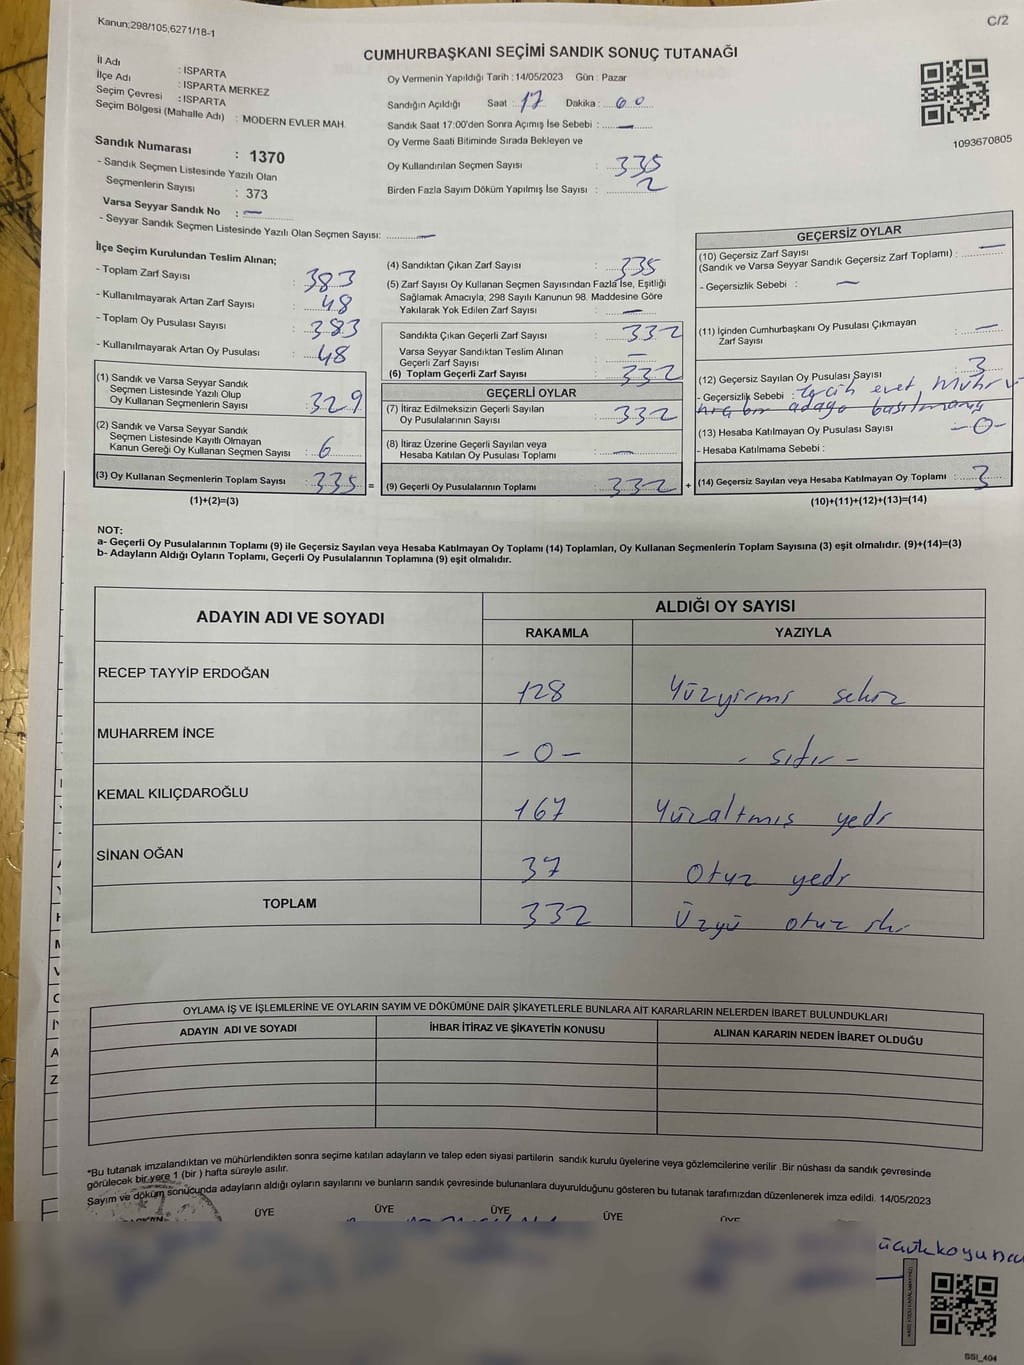 Kanun;298/105;6271/18-1
C/2
CUMHURBAŞKANI SEÇİMİ SANDIK SONUÇ TUTANAĞI
İl Adı : ISPARTA
İlçe Adı : ISPARTA MERKEZ
Seçim Çevresi : ISPARTA
Seçim Bölgesi (Mahalle Adı) : MODERN EVLER MAH.
Sandık Numarası : 1370
- Sandık Seçmen Listesinde Yazılı Olan
Seçmenlerin Sayısı : 373
Varsa Seyyar Sandık No : —
- Seyyar Sandık Seçmen Listesinde Yazılı Olan Seçmen Sayısı: —
Oy Vermenin Yapıldığı Tarih : 14/05/2023 Gün : Pazar
Sandığın Açıldığı Saat : 17 Dakika : 00
Sandık Saat 17:00'den Sonra Açımış İse Sebebi : —
Oy Verme Saati Bitiminde Sırada Bekleyen ve
Oy Kullandırılan Seçmen Sayısı : 335
Birden Fazla Sayım Döküm Yapılmış İse Sayısı : 2
1093670805
İlçe Seçim Kurulundan Teslim Alınan;
- Toplam Zarf Sayısı : 383
- Kullanılmayarak Artan Zarf Sayısı : 48
- Toplam Oy Pusulası Sayısı : 383
- Kullanılmayarak Artan Oy Pusulası : 48
(1) Sandık ve Varsa Seyyar Sandık
Seçmen Listesinde Yazılı Olup
Oy Kullanan Seçmenlerin Sayısı : 329
(2) Sandık ve Varsa Seyyar Sandık
Seçmen Listesinde Kayıtlı Olmayan
Kanun Gereği Oy Kullanan Seçmen Sayısı : 6
(3) Oy Kullanan Seçmenlerin Toplam Sayısı : 335 =
(1)+(2)=(3)
(4) Sandıktan Çıkan Zarf Sayısı : 335
(5) Zarf Sayısı Oy Kullanan Seçmen Sayısından Fazla İse, Eşitliği
Sağlamak Amacıyla, 298 Sayılı Kanunun 98. Maddesine Göre
Yakılarak Yok Edilen Zarf Sayısı : —
Sandıkta Çıkan Geçerli Zarf Sayısı : 332
Varsa Seyyar Sandıktan Teslim Alınan
Geçerli Zarf Sayısı : —
(6) Toplam Geçerli Zarf Sayısı : 332
GEÇERLİ OYLAR
(7) İtiraz Edilmeksizin Geçerli Sayılan
Oy Pusulalarının Sayısı : 332
(8) İtiraz Üzerine Geçerli Sayılan veya
Hesaba Katılan Oy Pusulası Toplamı : —
(9) Geçerli Oy Pusulalarının Toplamı : 332 +
GEÇERSİZ OYLAR
(10) Geçersiz Zarf Sayısı
(Sandık ve Varsa Seyyar Sandık Geçersiz Zarf Toplamı) : —
- Geçersizlik Sebebi : —
(11) İçinden Cumhurbaşkanı Oy Pusulası Çıkmayan
Zarf Sayısı : —
(12) Geçersiz Sayılan Oy Pusulası Sayısı : 3
- Geçersizlik Sebebi : Tercih evet
adaya basılmamış
(13) Hesaba Katılmayan Oy Pusulası Sayısı -0-
- Hesaba Katılmama Sebebi :
(14) Geçersiz Sayılan veya Hesaba Katılmayan Oy Toplamı : 3
(10)+(11)+(12)+(13)=(14)
NOT:
a- Geçerli Oy Pusulalarının Toplamı (9) ile Geçersiz Sayılan veya Hesaba Katılmayan Oy Toplamı (14) Toplamları, Oy Kullanan Seçmenlerin Toplam Sayısına (3) eşit olmalıdır. (9)+(14)=(3)
b- Adayların Aldığı Oyların Toplamı, Geçerli Oy Pusulalarının Toplamına (9) eşit olmalıdır.
ADAYIN ADI VE SOYADI
ALDIĞI OY SAYISI
RAKAMLA YAZIYLA
RECEP TAYYİP ERDOĞAN 128 Yüzyirmi sekiz
MUHARREM İNCE -0- - sıfır -
KEMAL KILIÇDAROĞLU 167 Yüzaltmış yedi
SİNAN OĞAN 37 Otuz yedi
TOPLAM 332 Üzyü otuz iki
OYLAMA İŞ VE İŞLEMLERİNE VE OYLARIN SAYIM VE DÖKÜMÜNE DAİR ŞİKAYETLERLE BUNLARA AİT KARARLARIN NELERDEN İBARET BULUNDUKLARI
ADAYIN ADI VE SOYADI İHBAR İTİRAZ VE ŞİKAYETİN KONUSU ALINAN KARARIN NEDEN İBARET OLDUĞU
*Bu tutanak imzalandıktan ve mühürlendikten sonra seçime katılan adayların ve talep eden siyasi partilerin sandık kurulu üyelerine veya gözlemcilerine verilir .Bir nüshası da sandık çevresinde
görülecek bir yere 1 (bir ) hafta süreyle asılır.
Sayım ve döküm sonucunda adayların aldığı oyların sayılarını ve bunların sandık çevresinde bulunanlara duyurulduğunu gösteren bu tutanak tarafımızdan düzenlenerek imza edildi. 14/05/2023
ÜYE ÜYE ÜYE ÜYE ÜYE
SSI_404